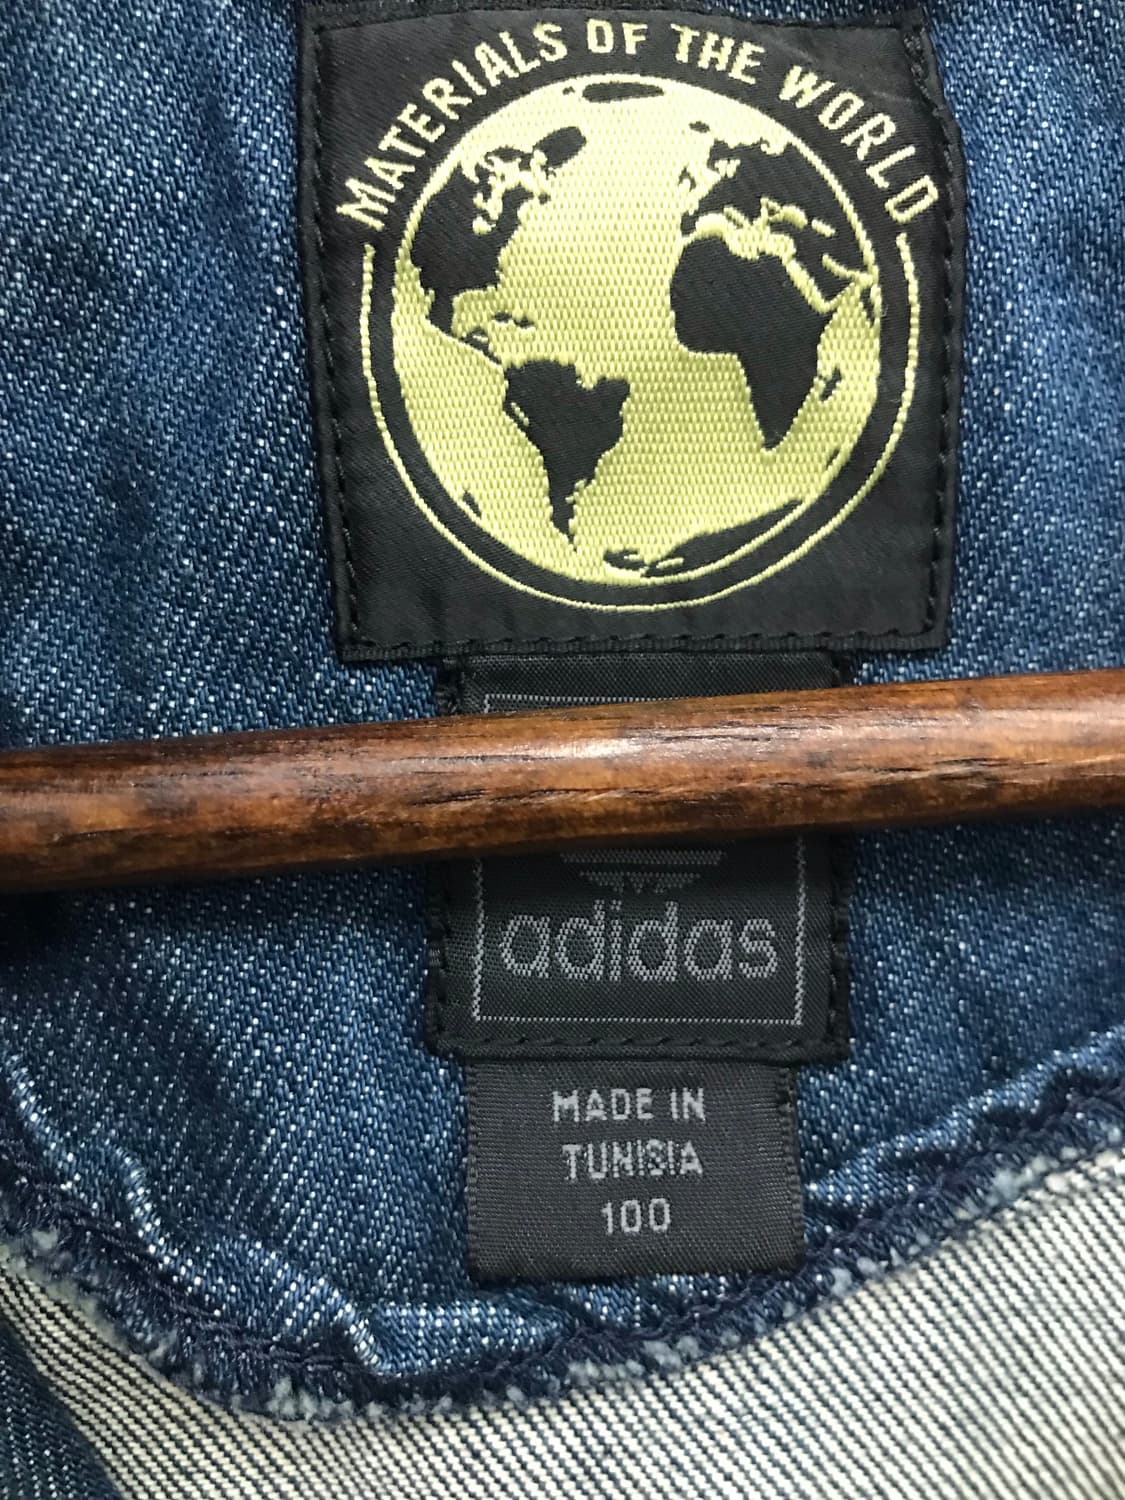 MATERIALS OF THE WORLD
adidas
MADE IN
TUNISIA
100